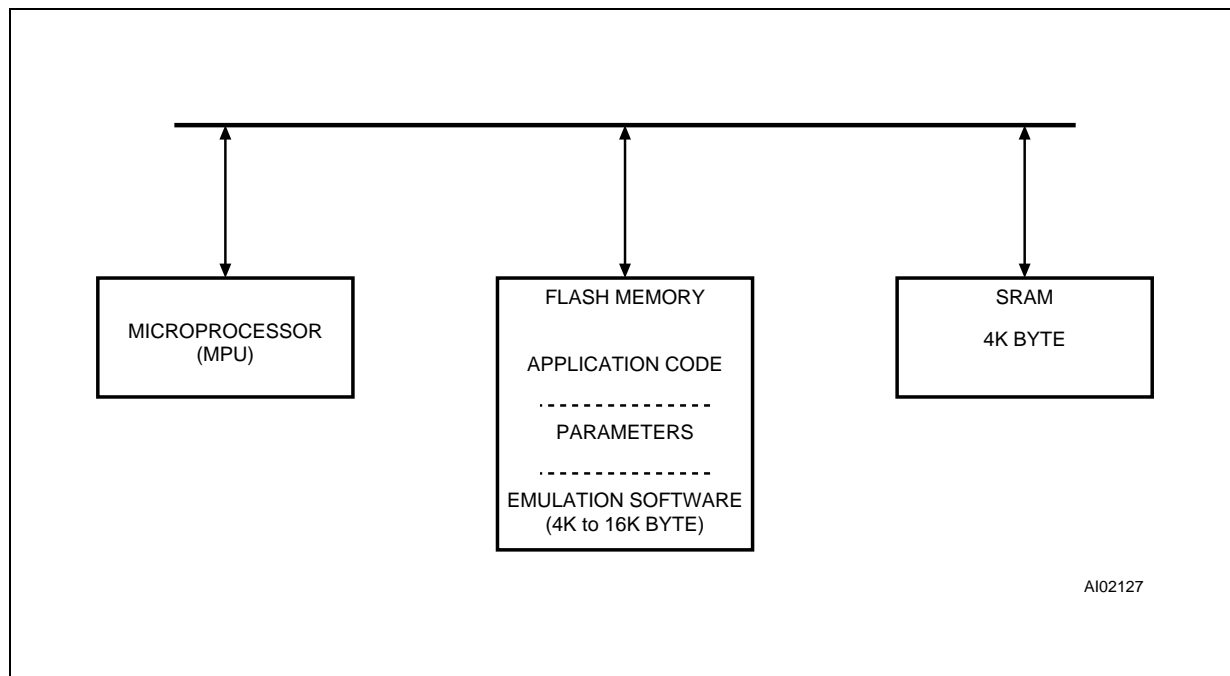 MICROPROCESSOR
(MPU)
FLASH MEMORY
APPLICATION CODE
PARAMETERS
EMULATION SOFTWARE
(4K to 16K BYTE)
SRAM
4K BYTE
AI02127